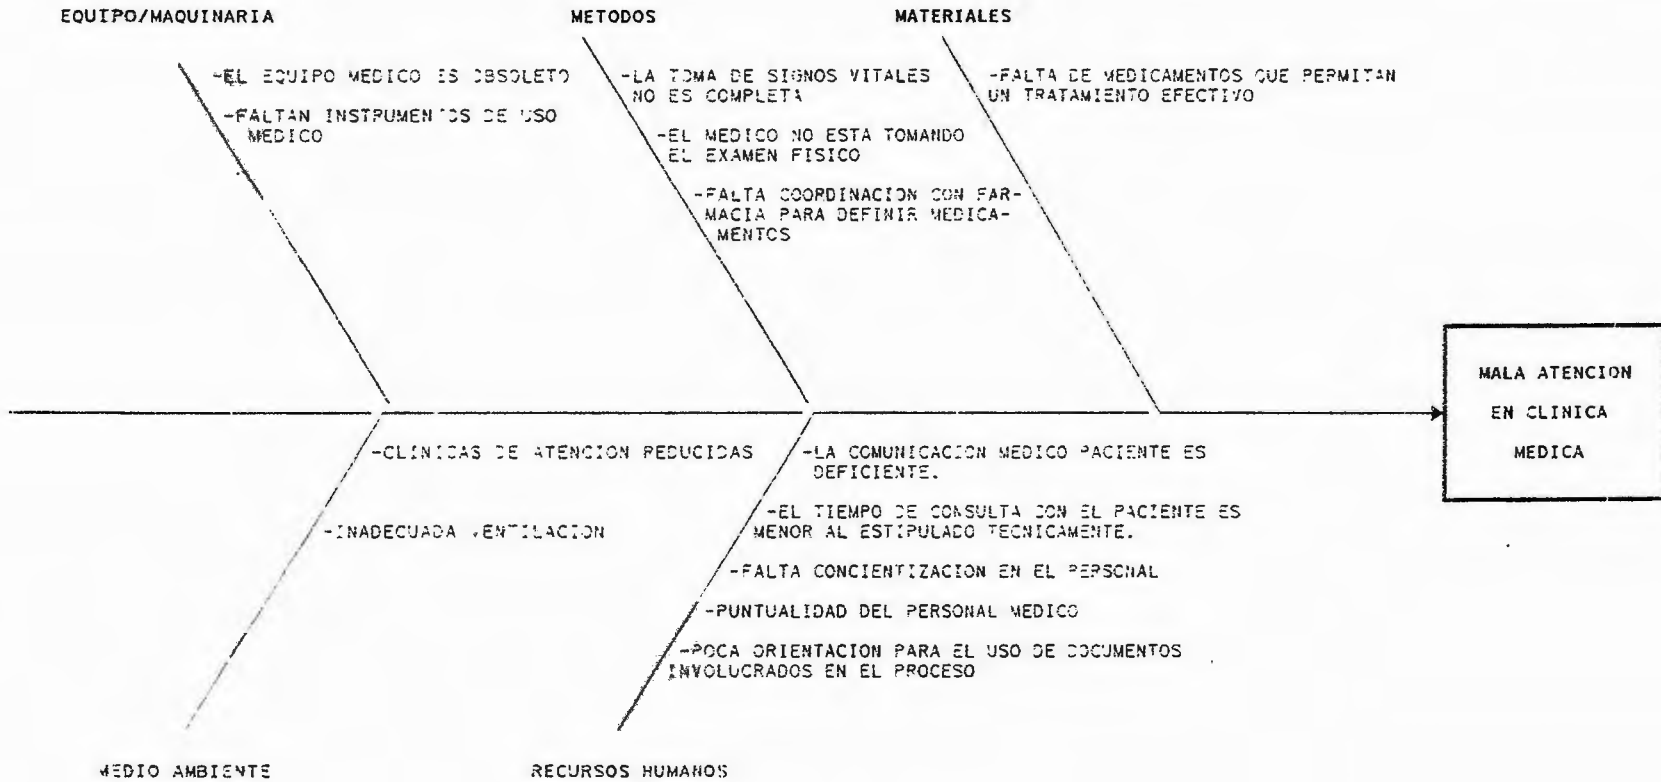 EQUIPO/MAQUINARIA
METODOS
MATERIALES
-EL EQUIPO MEDICO ES OBSOLETO
-FALTAN INSTRUMENTOS DE USO
MEDICO
-LA TOMA DE SIGNOS VITALES
NO ES COMPLETA
-EL MEDICO NO ESTA TOMANDO
EL EXAMEN FISICO
-FALTA COORDINACION CON FAR-
MACIA PARA DEFINIR MEDICA-
MENTOS
-FALTA DE MEDICAMENTOS QUE PERMITAN
UN TRATAMIENTO EFECTIVO
MALA ATENCION
EN CLINICA
MEDICA
-CLINICAS DE ATENCION REDUCIDAS
-INADECUADA VENTILACION
-LA COMUNICACION MEDICO PACIENTE ES
DEFICIENTE.
-EL TIEMPO DE CONSULTA CON EL PACIENTE ES
MENOR AL ESTIPULADO TECNICAMENTE.
-FALTA CONCIENTIZACION EN EL PERSONAL
-PUNTUALIDAD DEL PERSONAL MEDICO
-POCA ORIENTACION PARA EL USO DE DOCUMENTOS
INVOLUCRADOS EN EL PROCESO
MEDIO AMBIENTE
RECURSOS HUMANOS